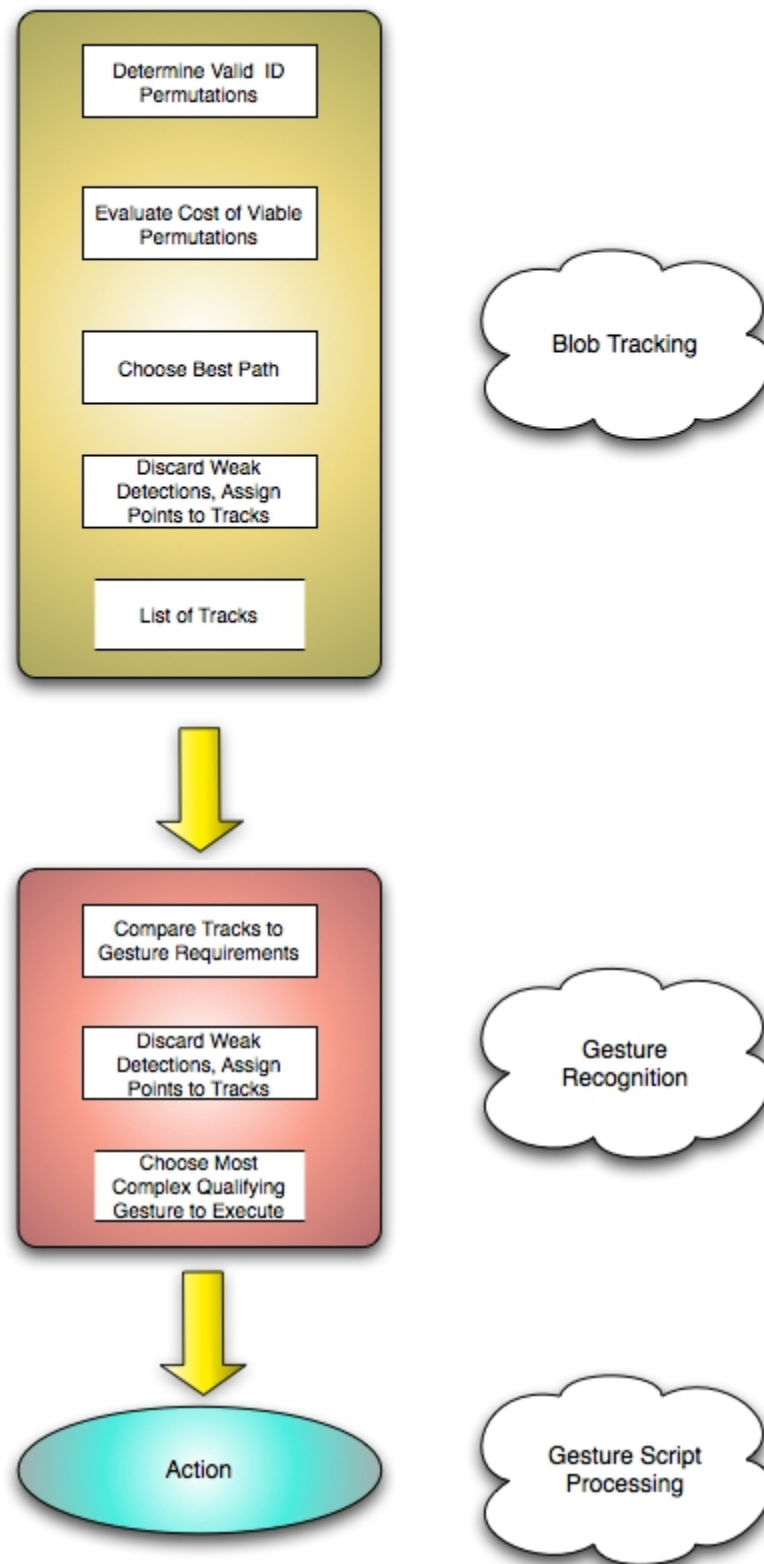 Determine Valid ID
Permutations
Evaluate Cost of Viable
Permutations
Choose Best Path
Discard Weak
Detections, Assign
Points to Tracks
List of Tracks
Blob Tracking
Compare Tracks to
Gesture Requirements
Discard Weak
Detections, Assign
Points to Tracks
Choose Most
Complex Qualifying
Gesture to Execute
Gesture
Recognition
Action
Gesture Script
Processing